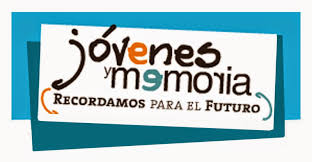 jóvenes
y memoria
RECORDAMOS PARA EL FUTURO